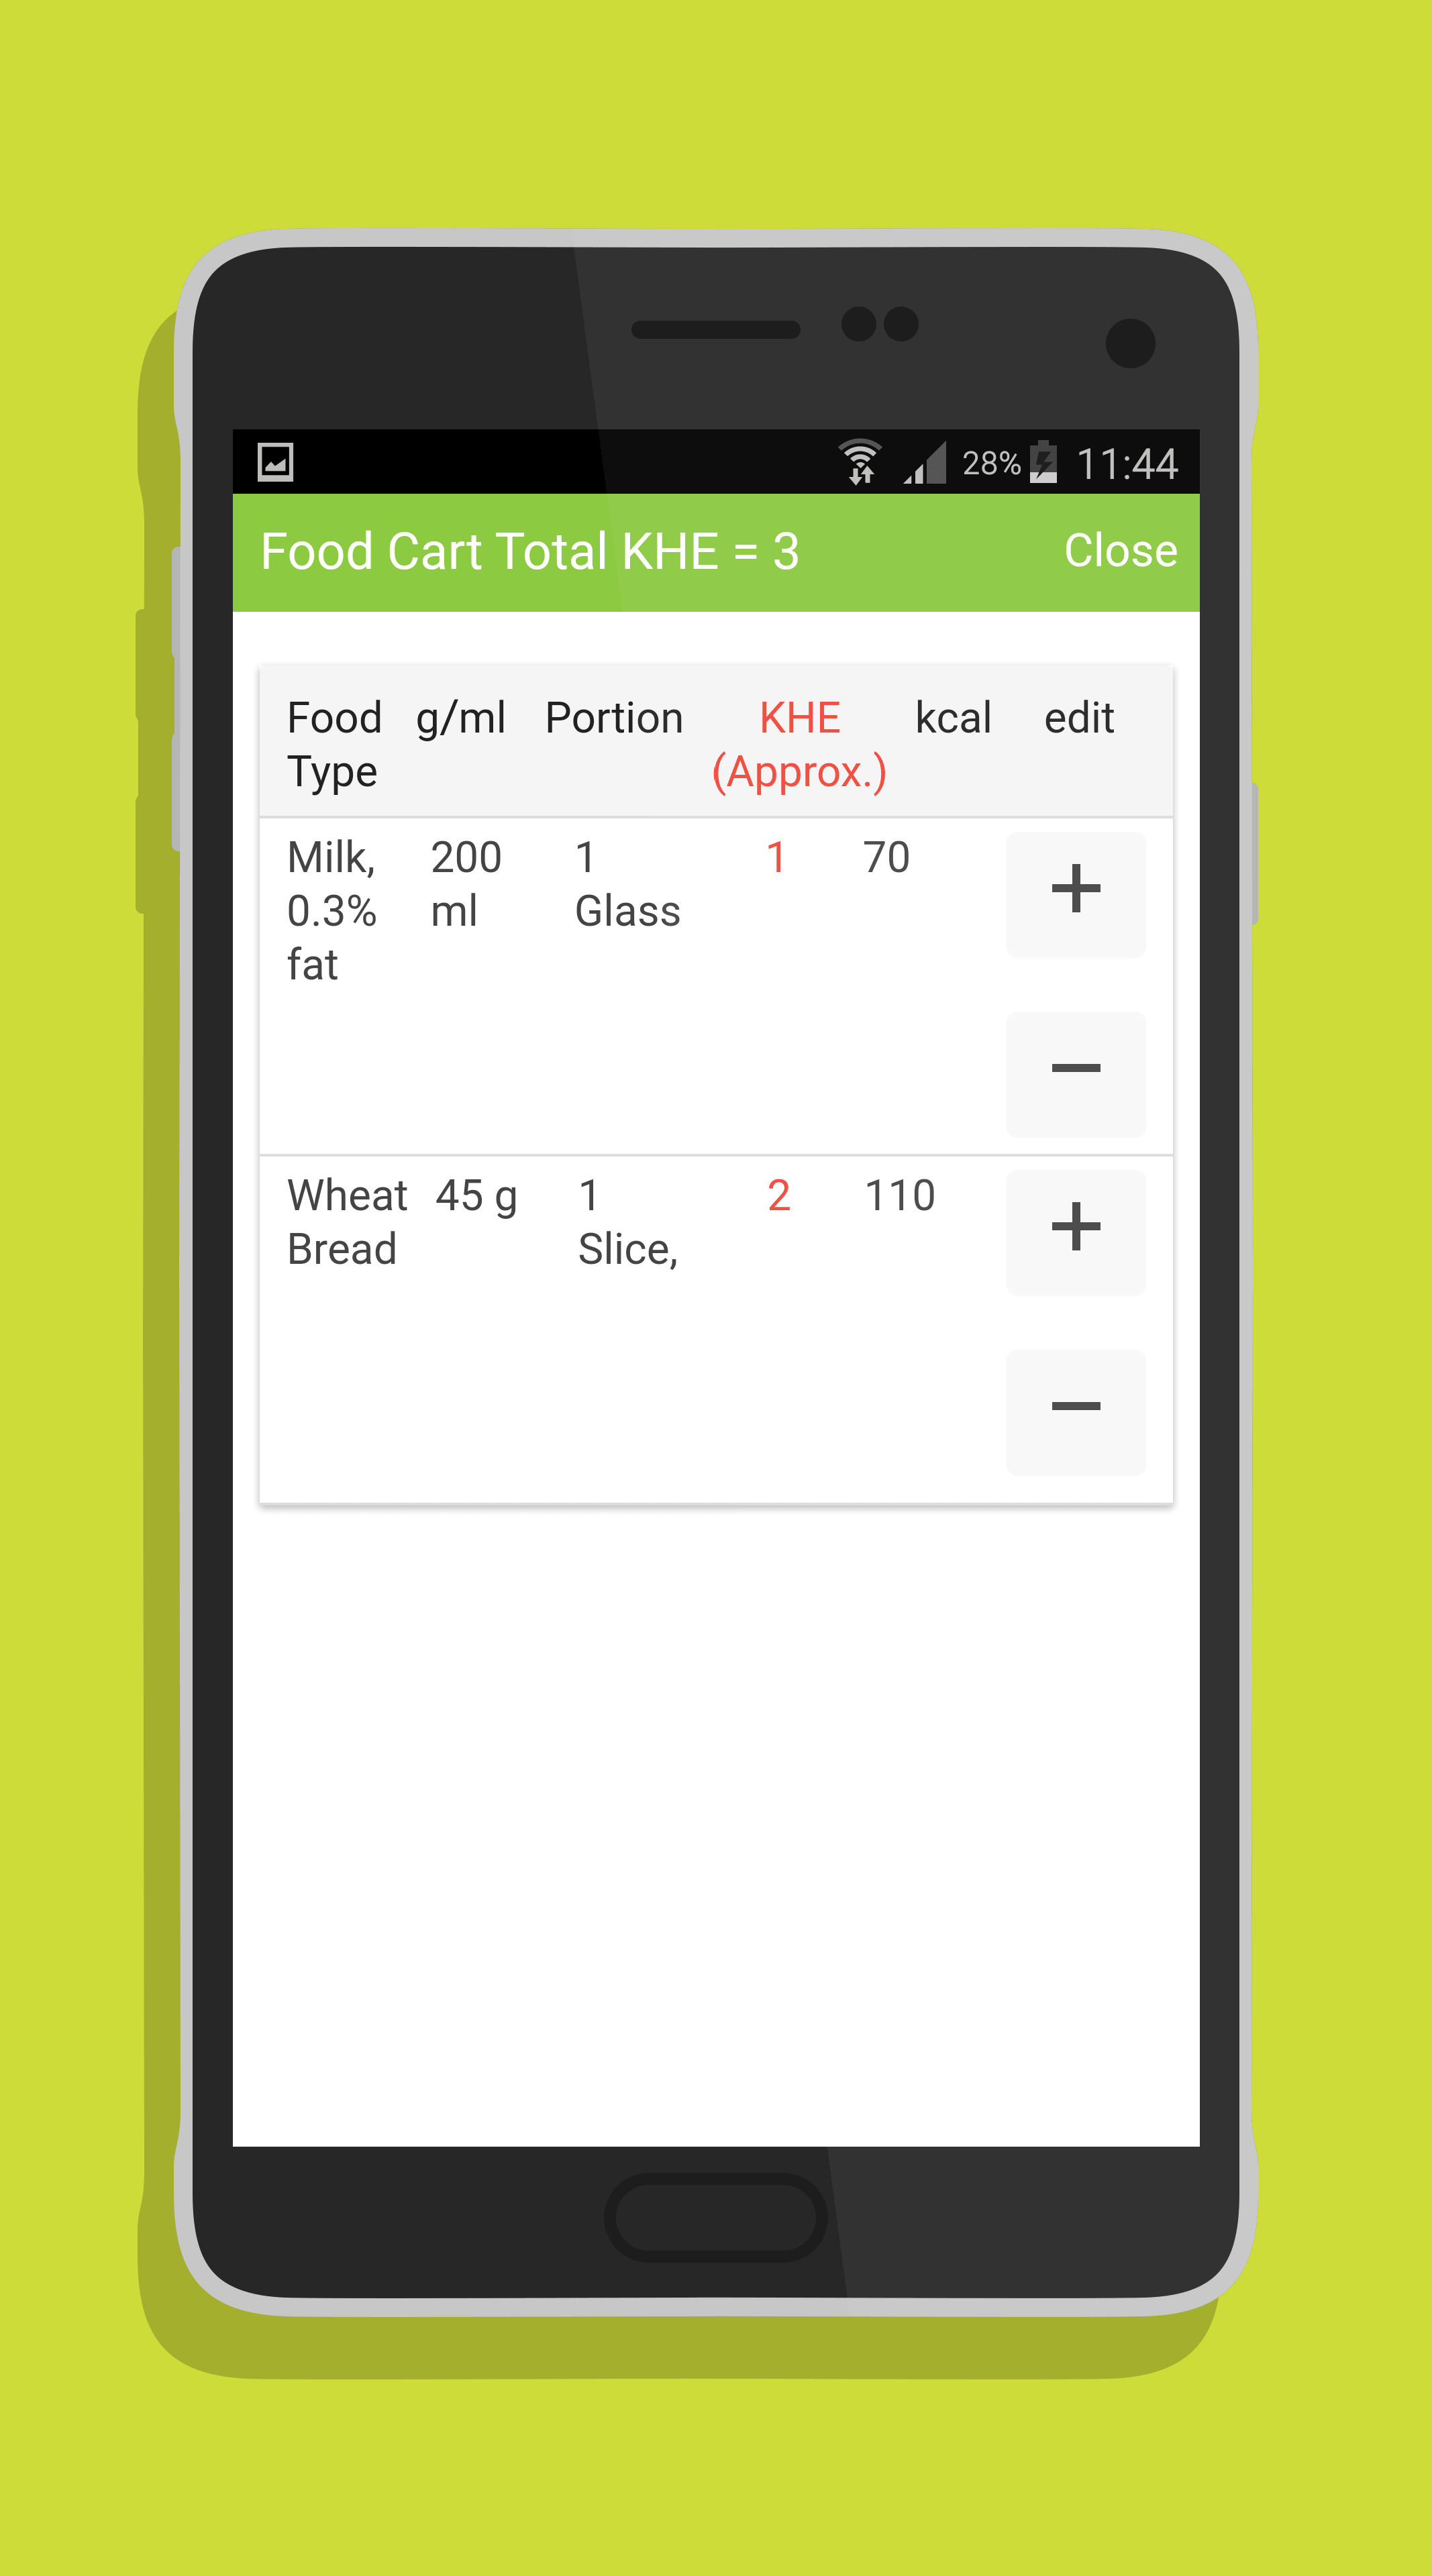 28% 11:44
Food Cart Total KHE = 3 Close
Food g/ml Portion KHE kcal edit
Type (Approx.)
Milk, 200 1 1 70 +
0.3% ml Glass
fat
−
Wheat 45 g 1 2 110 +
Bread Slice,
−